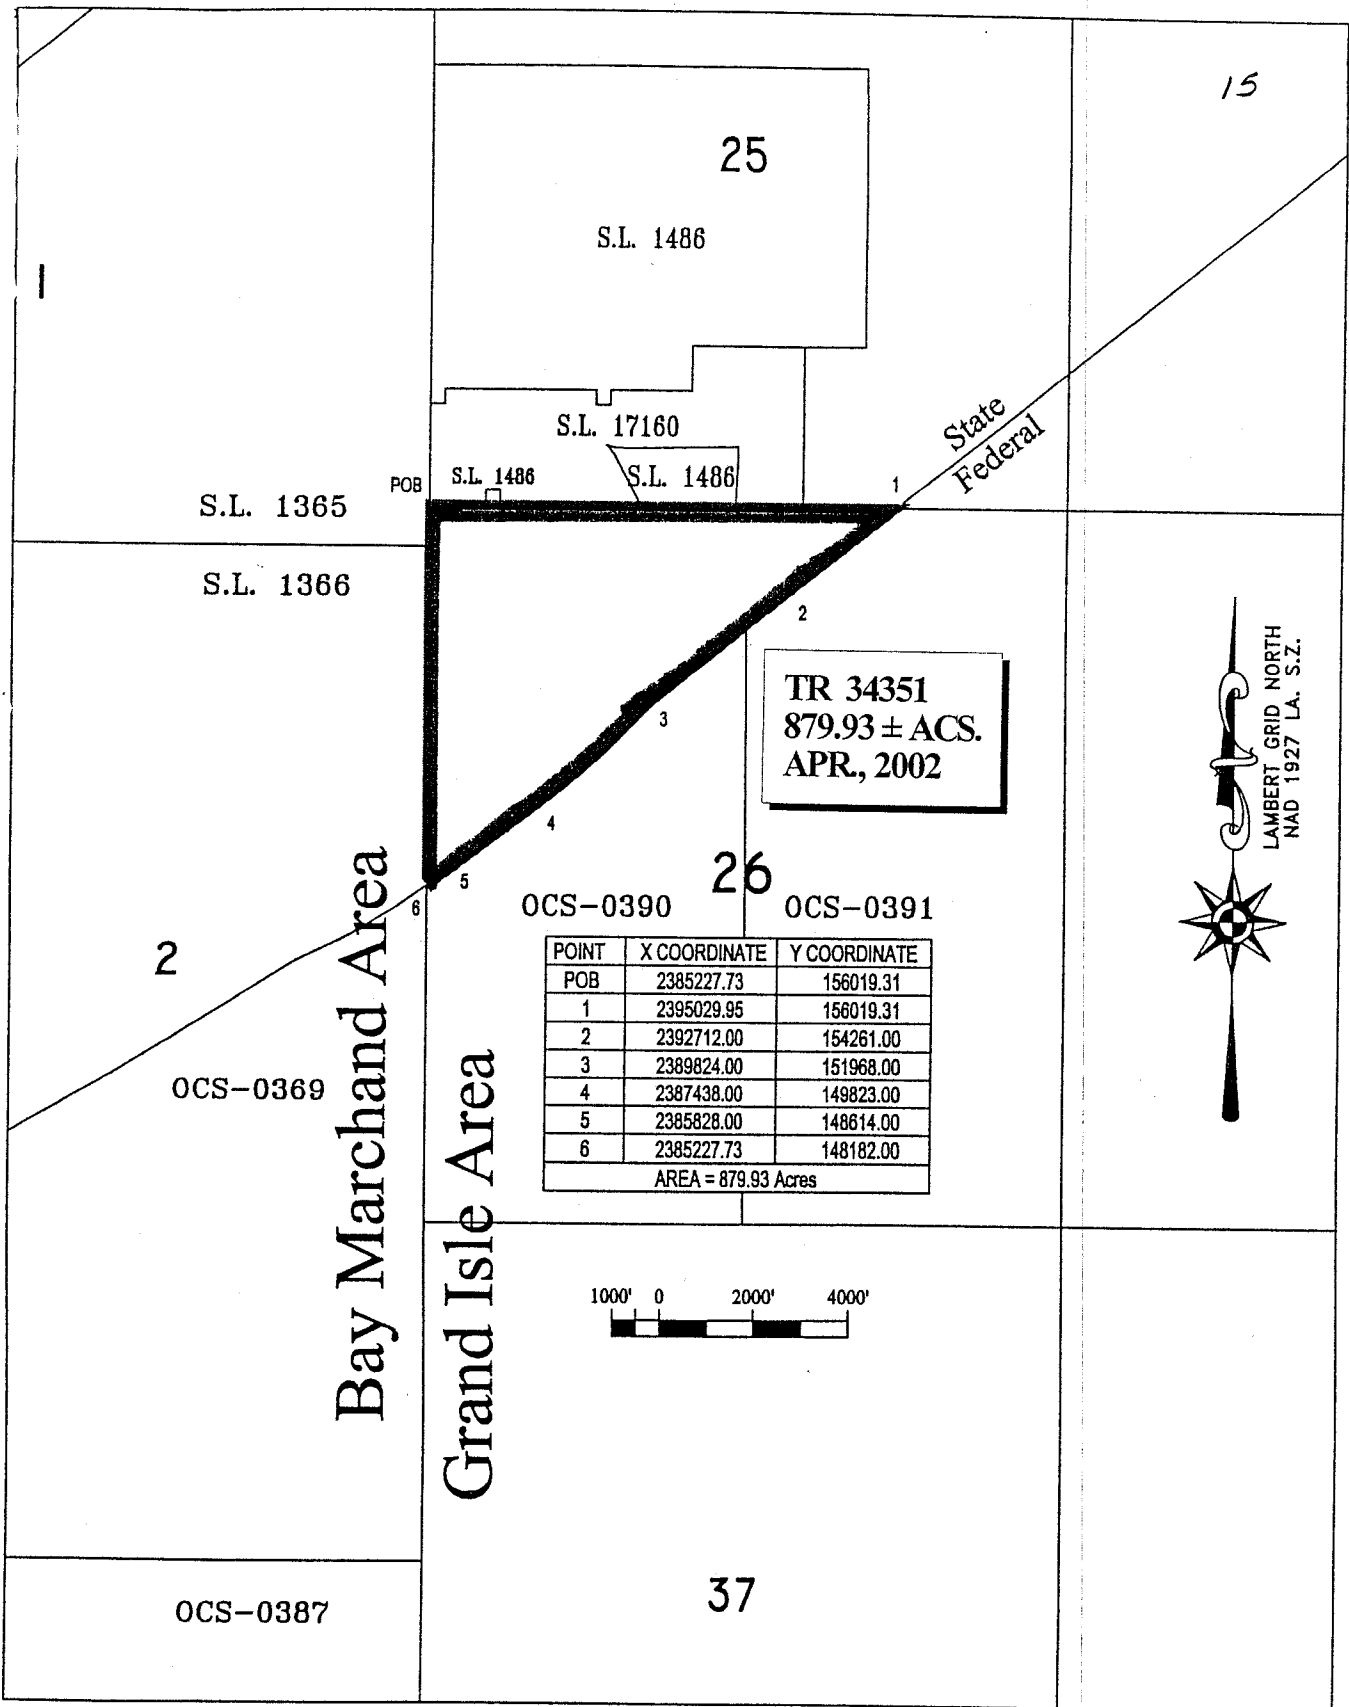 15
25
S.L. 1486
1
S.L. 17160
State
Federal
POB
S.L. 1486
S.L. 1486
1
S.L. 1365
S.L. 1366
2
TR 34351
879.93 ± ACS.
APR., 2002
3
4
5
6
LAMBERT GRID NORTH
NAD 1927 LA. S.Z.
26
OCS-0390
OCS-0391
2
OCS-0369
Bay Marchand Area
Grand Isle Area
POINT X COORDINATE Y COORDINATE
POB 2385227.73 156019.31
1 2395029.95 156019.31
2 2392712.00 154261.00
3 2389824.00 151968.00
4 2387438.00 149823.00
5 2385828.00 148614.00
6 2385227.73 148182.00
AREA = 879.93 Acres
1000' 0 2000' 4000'
37
OCS-0387